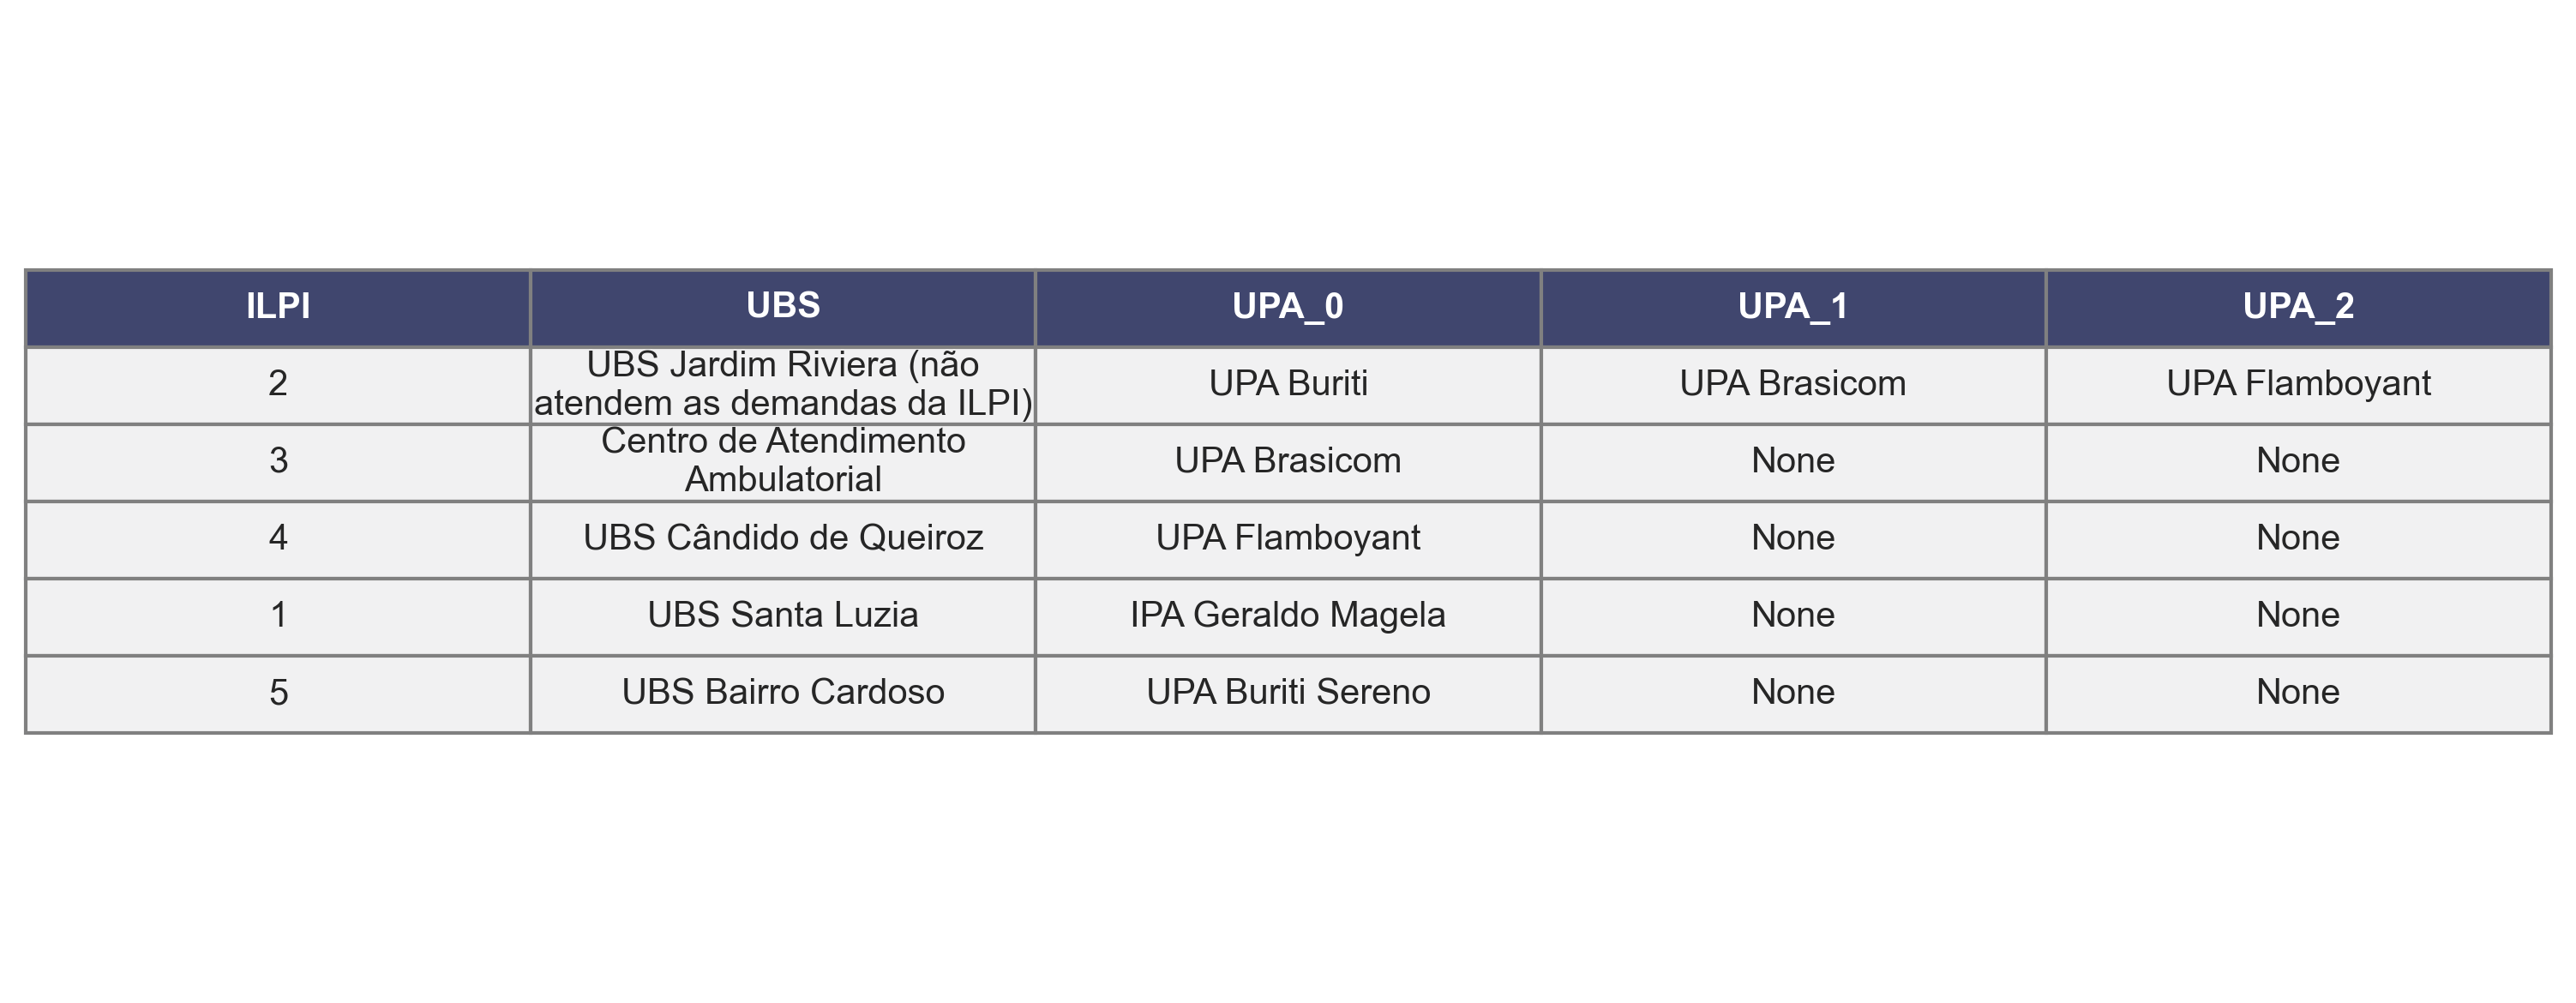 ILPI UBS UPA_0 UPA_1 UPA_2
2 UBS Jardim Riviera (não atendem as demandas da ILPI) UPA Buriti UPA Brasicom UPA Flamboyant
3 Centro de Atendimento Ambulatorial UPA Brasicom None None
4 UBS Cândido de Queiroz UPA Flamboyant None None
1 UBS Santa Luzia IPA Geraldo Magela None None
5 UBS Bairro Cardoso UPA Buriti Sereno None None